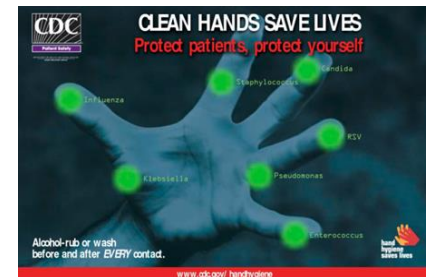 CDC
Patient Safety
CLEAN HANDS SAVE LIVES
Protect patients, protect yourself
Candida
Staphylococcus
Influenza
RSV
Klebsiella
Pseudomonas
Enterococcus
Alcohol-rub or wash
before and after EVERY contact.
hand
hygiene
saves lives
www.cdc.gov/handhygiene